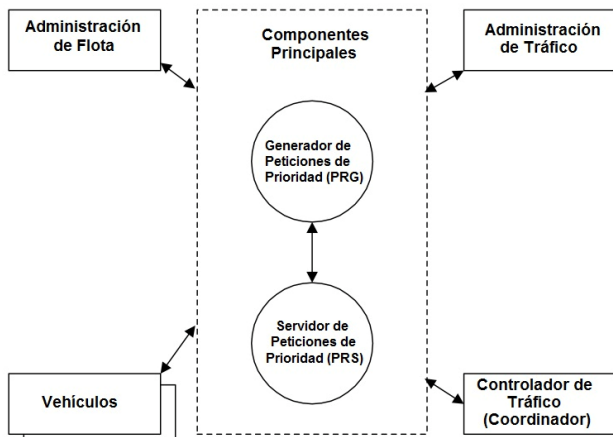 Administración
de Flota
Componentes
Principales
Administración
de Tráfico
Generador de
Peticiones de
Prioridad (PRG)
Servidor de
Peticiones de
Prioridad (PRS)
Vehículos
Controlador de
Tráfico
(Coordinador)